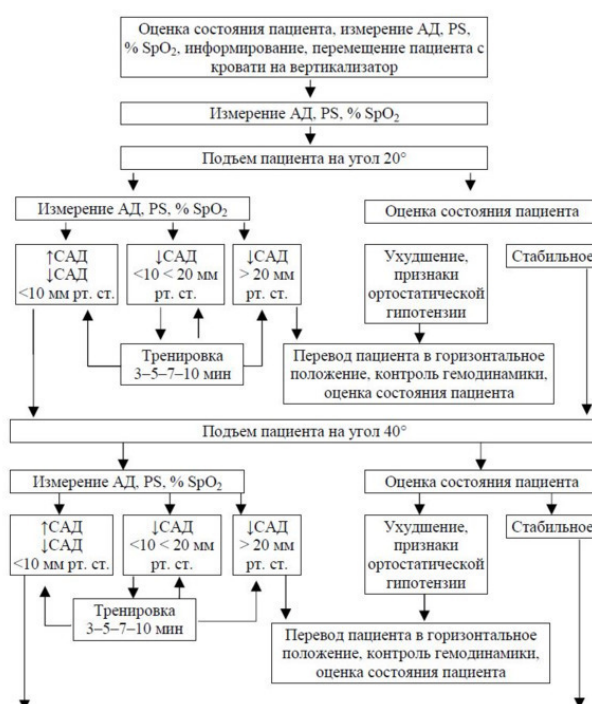 Оценка состояния пациента, измерение АД, PS,
% SpO₂, информирование, перемещение пациента с
кровати на вертикализатор
Измерение АД, PS, % SpO₂
Подъем пациента на угол 20°
Измерение АД, PS, % SpO₂
Оценка состояния пациента
↑САД
↓САД
<10 мм рт. ст.
↓САД
<10 < 20 мм
рт. ст.
↓САД
> 20 мм
рт. ст.
Ухудшение,
признаки
ортостатической
гипотензии
Стабильное
Тренировка
3–5–7–10 мин
Перевод пациента в горизонтальное
положение, контроль гемодинамики,
оценка состояния пациента
Подъем пациента на угол 40°
Измерение АД, PS, % SpO₂
Оценка состояния пациента
↑САД
↓САД
<10 мм рт. ст.
↓САД
<10 < 20 мм
рт. ст.
↓САД
> 20 мм
рт. ст.
Ухудшение,
признаки
ортостатической
гипотензии
Стабильное
Тренировка
3–5–7–10 мин
Перевод пациента в горизонтальное
положение, контроль гемодинамики,
оценка состояния пациента